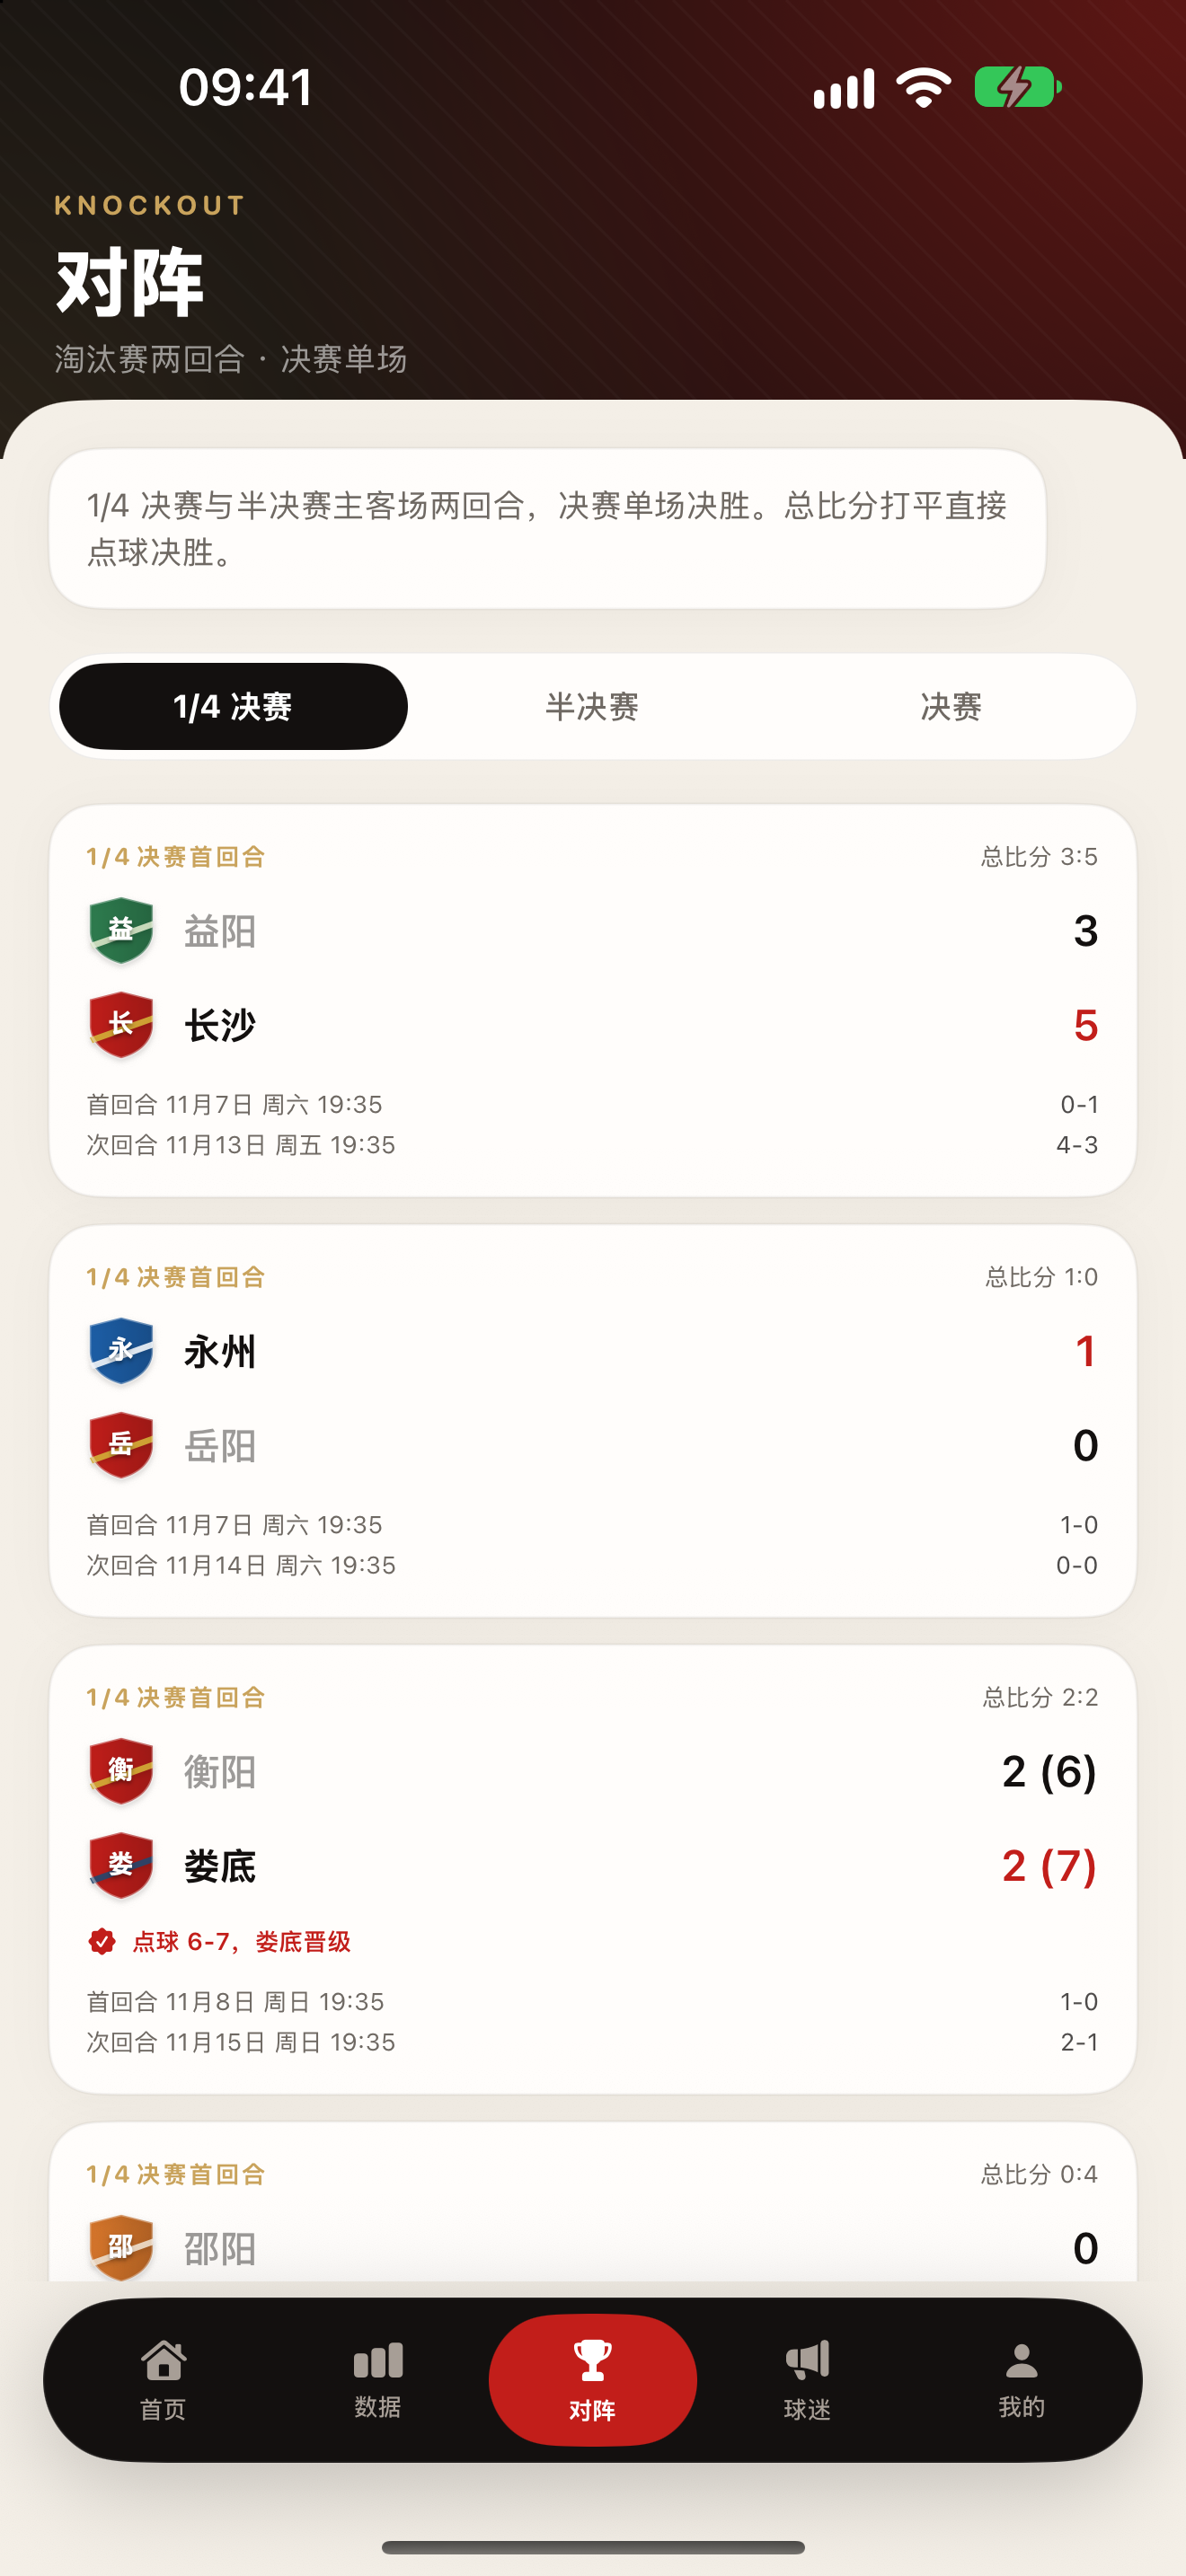 09:41
KNOCKOUT
对阵
淘汰赛两回合 · 决赛单场
1/4 决赛与半决赛主客场两回合，决赛单场决胜。总比分打平直接
点球决胜。
1/4 决赛 半决赛 决赛
1/4 决赛首回合 总比分 3:5
益 益阳 3
长 长沙 5
首回合 11月7日 周六 19:35 0-1
次回合 11月13日 周五 19:35 4-3
1/4 决赛首回合 总比分 1:0
永 永州 1
岳 岳阳 0
首回合 11月7日 周六 19:35 1-0
次回合 11月14日 周六 19:35 0-0
1/4 决赛首回合 总比分 2:2
衡 衡阳 2 (6)
娄 娄底 2 (7)
点球 6-7，娄底晋级
首回合 11月8日 周日 19:35 1-0
次回合 11月15日 周日 19:35 2-1
1/4 决赛首回合 总比分 0:4
邵 邵阳 0
首页 数据 对阵 球迷 我的